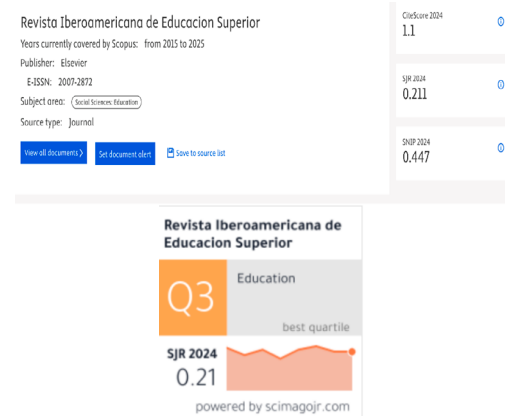 Revista Iberoamericana de Educacion Superior
Years currently covered by Scopus: from 2015 to 2025
Publisher: Elsevier
E-ISSN: 2007-2872
Subject area: Social Sciences: Education
Source type: Journal
View all documents >
Set document alert
Save to source list
CiteScore 2024
1.1
SJR 2024
0.211
SNIP 2024
0.447
Revista Iberoamericana de
Educacion Superior
Q3
Education
best quartile
SJR 2024
0.21
powered by scimagojr.com